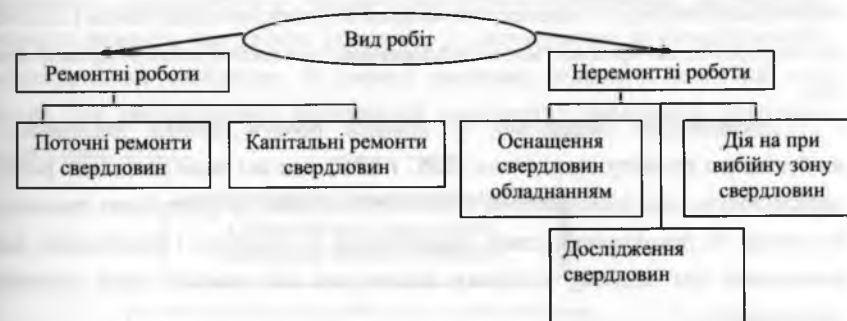 Вид робіт
Ремонтні роботи
Неремонтні роботи
Поточні ремонти
свердловин
Капітальні ремонти
свердловин
Оснащення
свердловин
обладнанням
Дія на при
вибійну зону
свердловин
Дослідження
свердловин